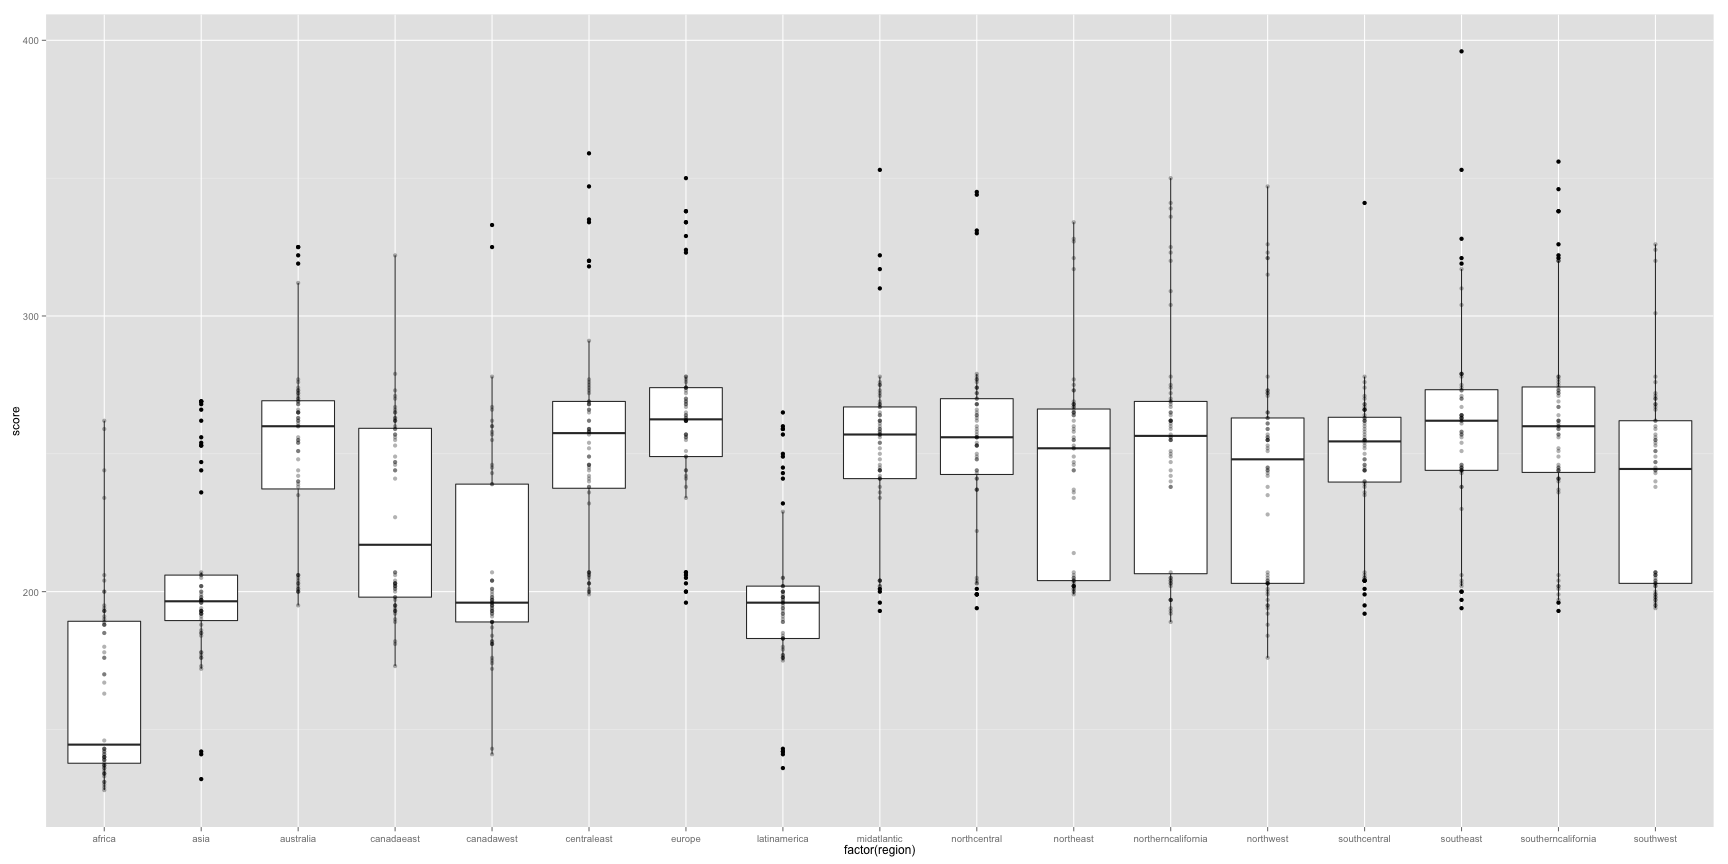 400
300
200
score
africa asia australia canadaeast canadawest centraleast europe latinamerica midatlantic northcentral northeast northerncalifornia northwest southcentral southeast southerncalifornia southwest
factor(region)